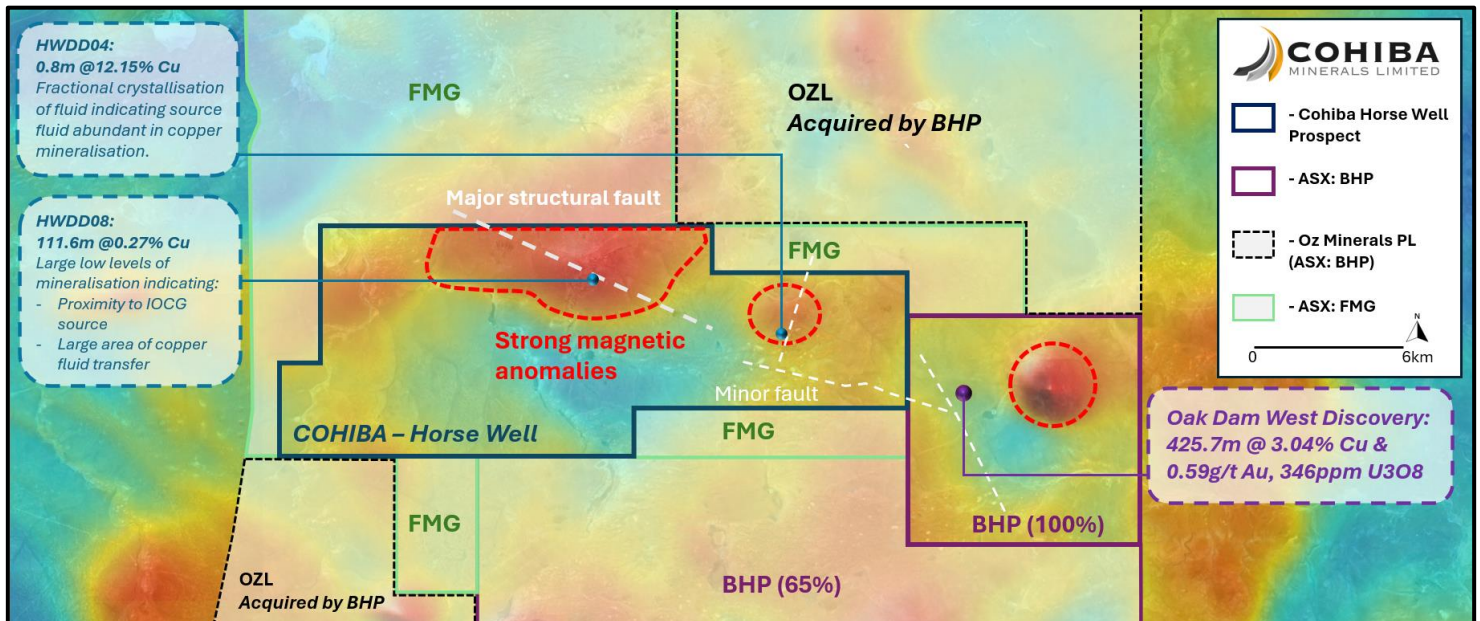 HWDD04:
0.8m @12.15% Cu
Fractional crystallisation
of fluid indicating source
fluid abundant in copper
mineralisation.
HWDD08:
111.6m @0.27% Cu
Large low levels of
mineralisation indicating:
- Proximity to IOCG
source
- Large area of copper
fluid transfer
FMG
OZL
Acquired by BHP
Major structural fault
FMG
Strong magnetic
anomalies
Minor fault
COHIBA – Horse Well
FMG
FMG
BHP (100%)
BHP (65%)
OZL
Acquired by BHP
COHIBA
MINERALS LIMITED
- Cohiba Horse Well
Prospect
- ASX: BHP
- Oz Minerals PL
(ASX: BHP)
- ASX: FMG
N
0 6km
Oak Dam West Discovery:
425.7m @ 3.04% Cu &
0.59g/t Au, 346ppm U3O8